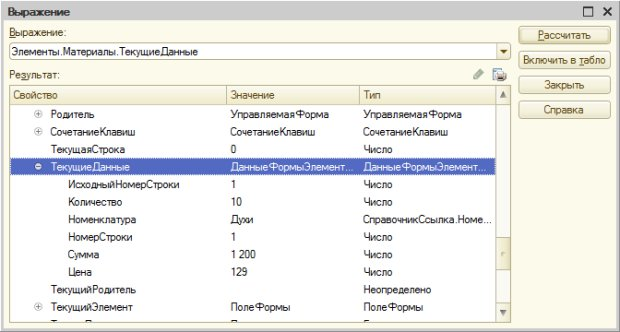 Выражение
Выражение:
Элементы.Материалы.ТекущиеДанные
Рассчитать
Включить в табло
Закрыть
Справка
Результат:
Свойство Значение Тип
Родитель УправляемаяФорма УправляемаяФорма
СочетаниеКлавиш СочетаниеКлавиш СочетаниеКлавиш
ТекущаяСтрока 0 Число
ТекущиеДанные ДанныеФормыЭлемент... ДанныеФормыЭлемент...
ИсходныйНомерСтроки 1 Число
Количество 10 Число
Номенклатура Духи СправочникСсылка.Номе...
НомерСтроки 1 Число
Сумма 1 200 Число
Цена 129 Число
ТекущийРодитель Неопределено
ТекущийЭлемент ПолеФормы ПолеФормы